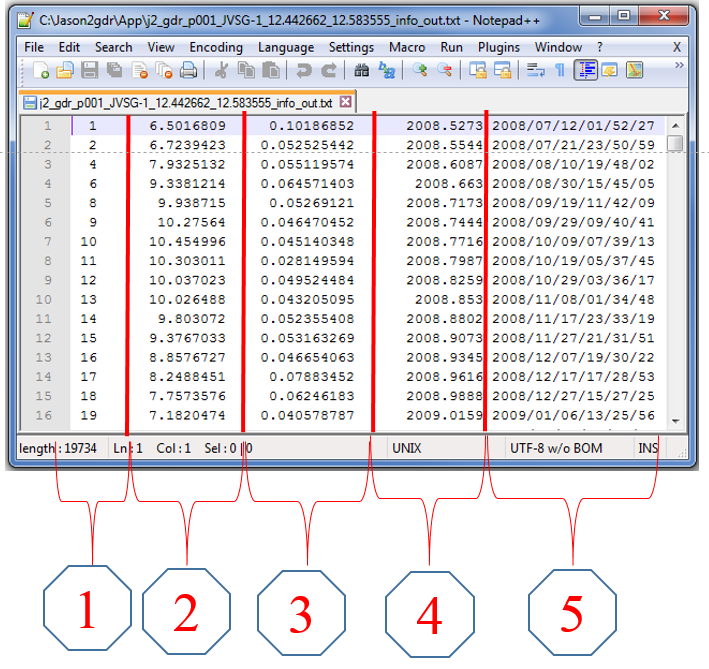 C:\Jason2gdr\App\j2_gdr_p001_JVSG-1_12.442662_12.583555_info_out.txt - Notepad++
File Edit Search View Encoding Language Settings Macro Run Plugins Window ? X
j2_gdr_p001_JVSG-1_12.442662_12.583555_info_out.txt
1 1 6.5016809 0.10186852 2008.5273 2008/07/12/01/52/27
2 2 6.7239423 0.052525442 2008.5544 2008/07/21/23/50/59
3 4 7.9325132 0.055119574 2008.6087 2008/08/10/19/48/02
4 6 9.3381214 0.064571403 2008.663 2008/08/30/15/45/05
5 8 9.938715 0.05269121 2008.7173 2008/09/19/11/42/09
6 9 10.27564 0.046470452 2008.7444 2008/09/29/09/40/41
7 10 10.454996 0.045140348 2008.7716 2008/10/09/07/39/13
8 11 10.303011 0.028149594 2008.7987 2008/10/19/05/37/45
9 12 10.037023 0.049524484 2008.8259 2008/10/29/03/36/17
10 13 10.026488 0.043205095 2008.853 2008/11/08/01/34/48
11 14 9.803072 0.052355408 2008.8802 2008/11/17/23/33/19
12 15 9.3767033 0.053163269 2008.9073 2008/11/27/21/31/51
13 16 8.8576727 0.046654063 2008.9345 2008/12/07/19/30/22
14 17 8.2488451 0.07883452 2008.9616 2008/12/17/17/28/53
15 18 7.7573576 0.06246183 2008.9888 2008/12/27/15/27/25
16 19 7.1820474 0.040578787 2009.0159 2009/01/06/13/25/56
length : 19734 Ln : 1 Col : 1 Sel : 0 | 0 UNIX UTF-8 w/o BOM INS
1 2 3 4 5